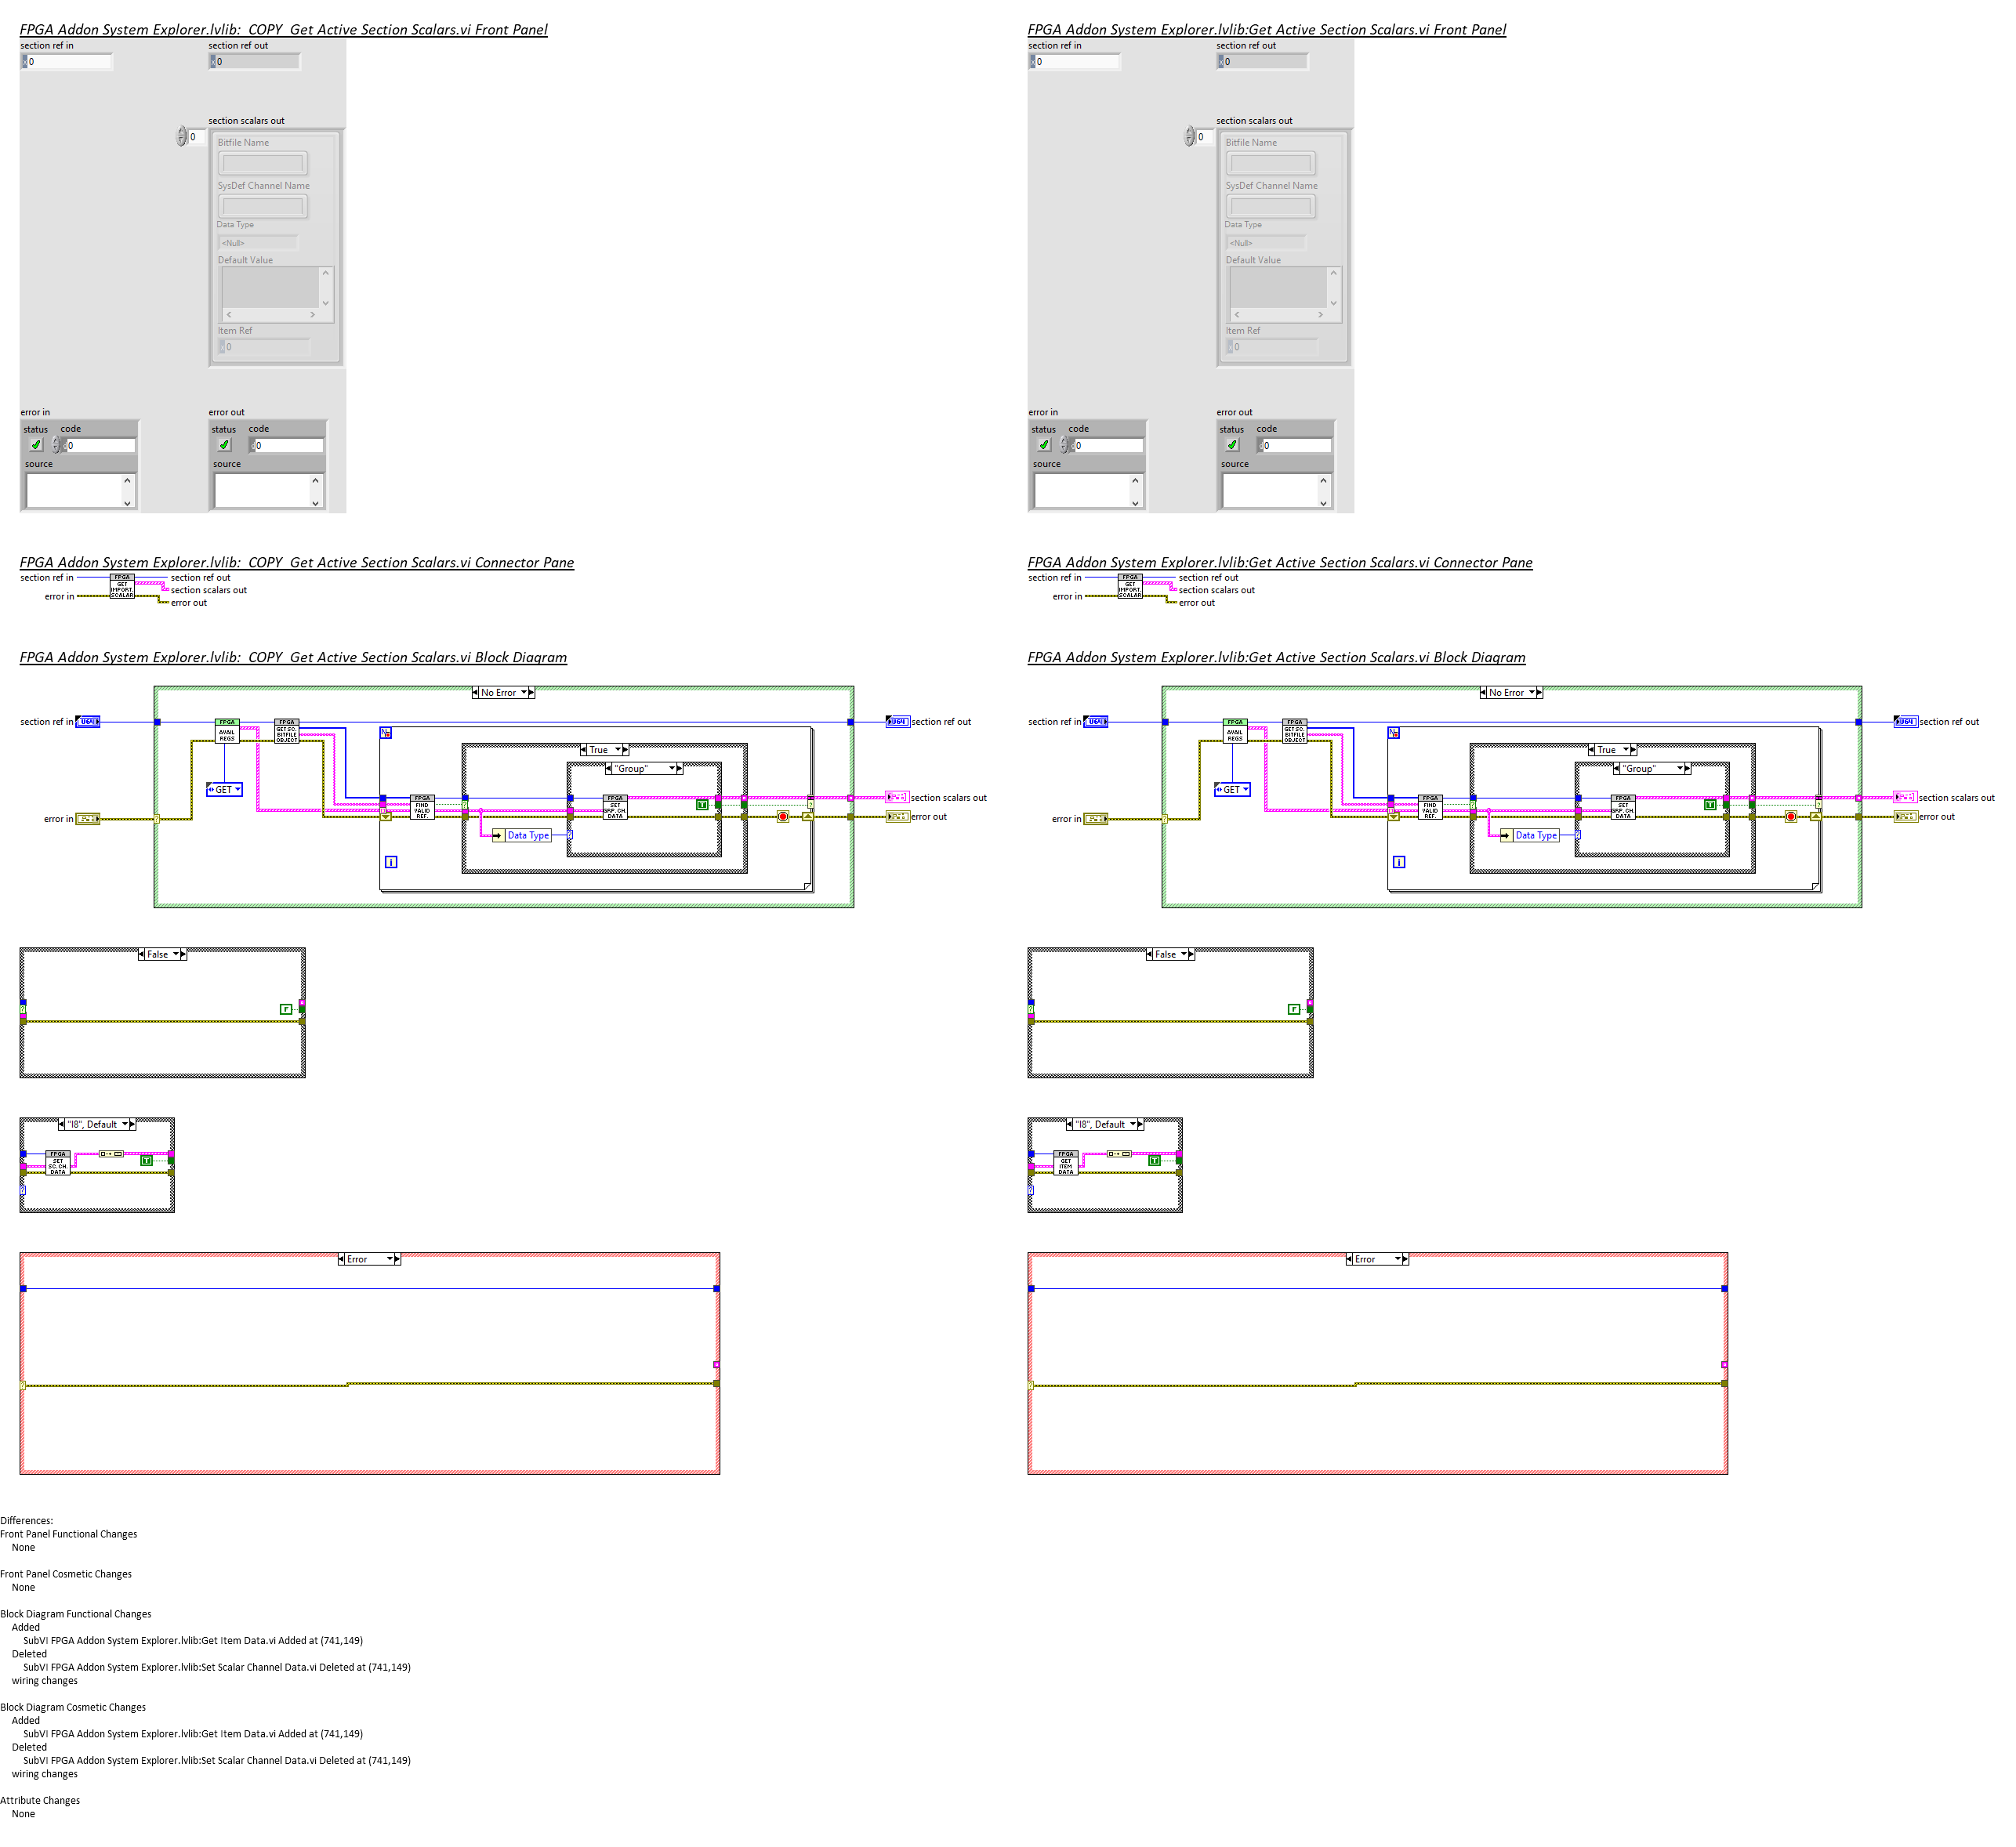 FPGA Addon System Explorer.lvlib:  COPY  Get Active Section Scalars.vi Front Panel
section ref in
section ref out
0
0
section scalars out
0
Bitfile Name
SysDef Channel Name
Data Type
<Null>
Default Value
Item Ref
0
error in
error out
status code
status code
0
0
source
source
FPGA Addon System Explorer.lvlib:Get Active Section Scalars.vi Front Panel
section ref in
section ref out
0
0
section scalars out
0
Bitfile Name
SysDef Channel Name
Data Type
<Null>
Default Value
Item Ref
0
error in
error out
status code
status code
0
0
source
source
FPGA Addon System Explorer.lvlib:  COPY  Get Active Section Scalars.vi Connector Pane
section ref in
FPGA
GET
IMPORT.
SCALAR
section ref out
section scalars out
error in
error out
FPGA Addon System Explorer.lvlib:Get Active Section Scalars.vi Connector Pane
section ref in
FPGA
GET
IMPORT.
SCALAR
section ref out
section scalars out
error in
error out
FPGA Addon System Explorer.lvlib:  COPY  Get Active Section Scalars.vi Block Diagram
No Error
section ref in
U64
FPGA
AVAIL
REGS
FPGA
GET SC.
BITFILE
OBJECT
U64
section ref out
N
True
"Group"
GET
FPGA
FIND
VALID
REF.
FPGA
SET
GRP. CH.
DATA
T
section scalars out
error in
error out
Data Type
i
FPGA Addon System Explorer.lvlib:Get Active Section Scalars.vi Block Diagram
No Error
section ref in
U64
FPGA
AVAIL
REGS
FPGA
GET SC.
BITFILE
OBJECT
U64
section ref out
N
True
"Group"
GET
FPGA
FIND
VALID
REF.
FPGA
SET
GRP. CH.
DATA
T
section scalars out
error in
error out
Data Type
i
False
F
False
F
"I8", Default
FPGA
SET
SC. CH.
DATA
T
"I8", Default
FPGA
GET
ITEM
DATA
T
Error
Error
Differences:
Front Panel Functional Changes
None
Front Panel Cosmetic Changes
None
Block Diagram Functional Changes
Added
SubVI FPGA Addon System Explorer.lvlib:Get Item Data.vi Added at (741,149)
Deleted
SubVI FPGA Addon System Explorer.lvlib:Set Scalar Channel Data.vi Deleted at (741,149)
wiring changes
Block Diagram Cosmetic Changes
Added
SubVI FPGA Addon System Explorer.lvlib:Get Item Data.vi Added at (741,149)
Deleted
SubVI FPGA Addon System Explorer.lvlib:Set Scalar Channel Data.vi Deleted at (741,149)
wiring changes
Attribute Changes
None